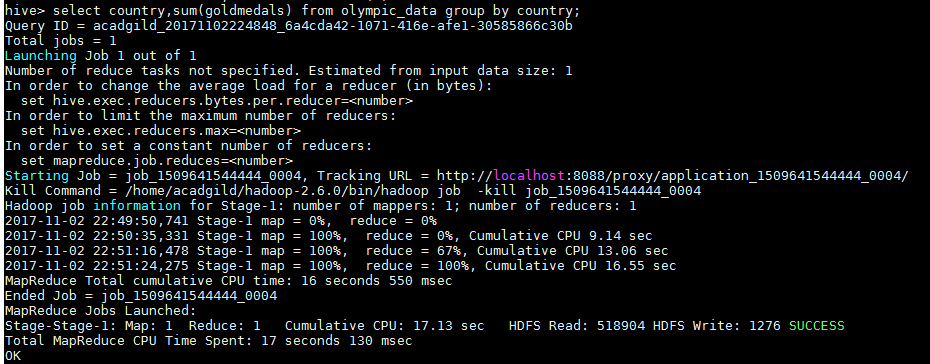 hive> select country,sum(goldmedals) from olympic_data group by country;
Query ID = acadgild_20171102224848_6a4cda42-1071-416e-afe1-30585866c30b
Total jobs = 1
Launching Job 1 out of 1
Number of reduce tasks not specified. Estimated from input data size: 1
In order to change the average load for a reducer (in bytes):
  set hive.exec.reducers.bytes.per.reducer=<number>
In order to limit the maximum number of reducers:
  set hive.exec.reducers.max=<number>
In order to set a constant number of reducers:
  set mapreduce.job.reduces=<number>
Starting Job = job_1509641544444_0004, Tracking URL = http://localhost:8088/proxy/application_1509641544444_0004/
Kill Command = /home/acadgild/hadoop-2.6.0/bin/hadoop job  -kill job_1509641544444_0004
Hadoop job information for Stage-1: number of mappers: 1; number of reducers: 1
2017-11-02 22:49:50,741 Stage-1 map = 0%,  reduce = 0%
2017-11-02 22:50:35,331 Stage-1 map = 100%,  reduce = 0%, Cumulative CPU 9.14 sec
2017-11-02 22:51:16,478 Stage-1 map = 100%,  reduce = 67%, Cumulative CPU 13.06 sec
2017-11-02 22:51:24,275 Stage-1 map = 100%,  reduce = 100%, Cumulative CPU 16.55 sec
MapReduce Total cumulative CPU time: 16 seconds 550 msec
Ended Job = job_1509641544444_0004
MapReduce Jobs Launched:
Stage-Stage-1: Map: 1  Reduce: 1   Cumulative CPU: 17.13 sec   HDFS Read: 518904 HDFS Write: 1276 SUCCESS
Total MapReduce CPU Time Spent: 17 seconds 130 msec
OK